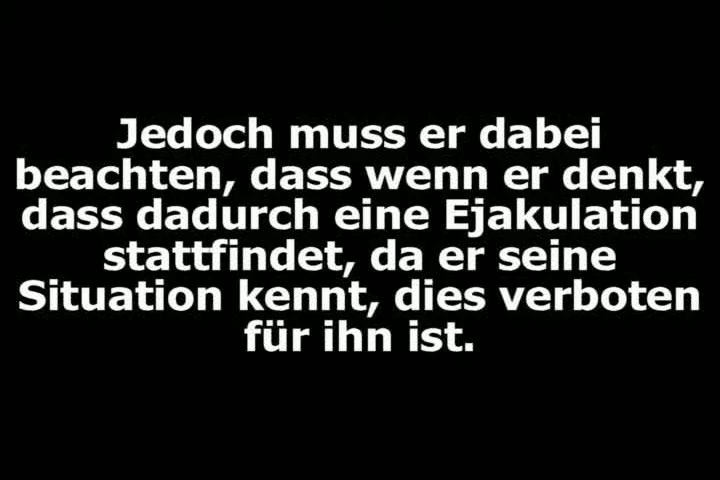 Jedoch muss er dabei
beachten, dass wenn er denkt,
dass dadurch eine Ejakulation
stattfindet, da er seine
Situation kennt, dies verboten
für ihn ist.